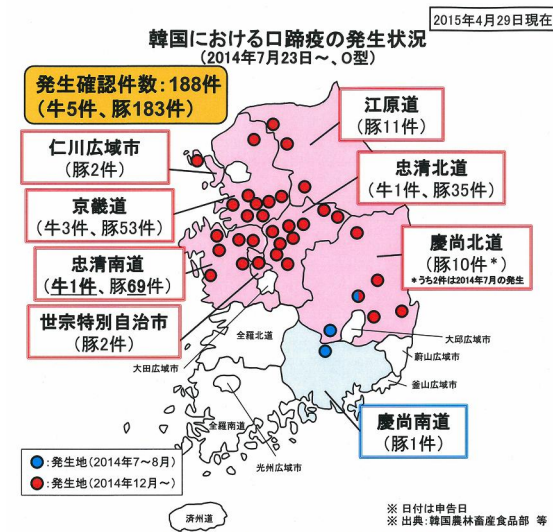 2015年4月29日現在
韓国における口蹄疫の発生状況
(2014年7月23日～、O型)
発生確認件数：188件
(牛5件、豚183件)
江原道
(豚11件)
仁川広域市
(豚2件)
忠清北道
(牛1件、豚35件)
京畿道
(牛3件、豚53件)
慶尚北道
(豚10件*)
*うち2件は2014年7月の発生
忠清南道
(牛1件、豚69件)
世宗特別自治市
(豚2件)
全羅北道
大邱広域市
大田広域市
蔚山広域市
釜山広域市
全羅南道
慶尚南道
(豚1件)
光州広域市
●:発生地(2014年7～8月)
●:発生地(2014年12月～)
済州道
※ 日付は申告日
※ 出典：韓国農林畜産食品部 等